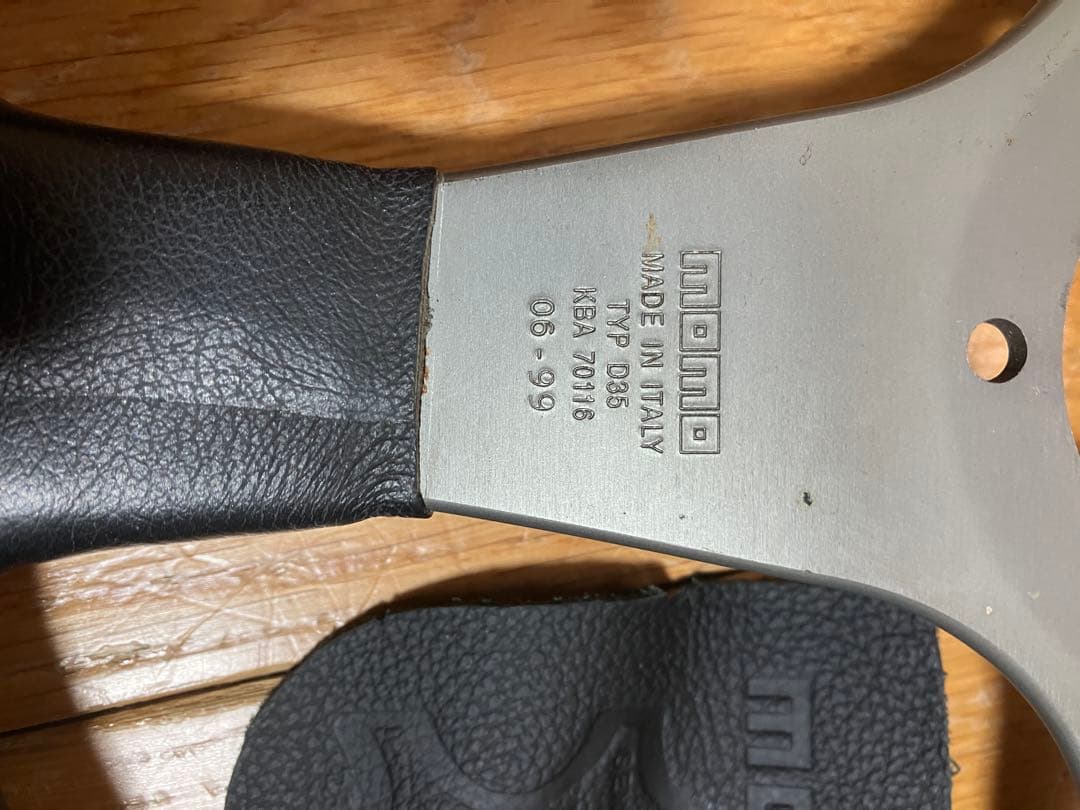 momo
MADE IN ITALY
TYP D35
KBA 70116
06-99